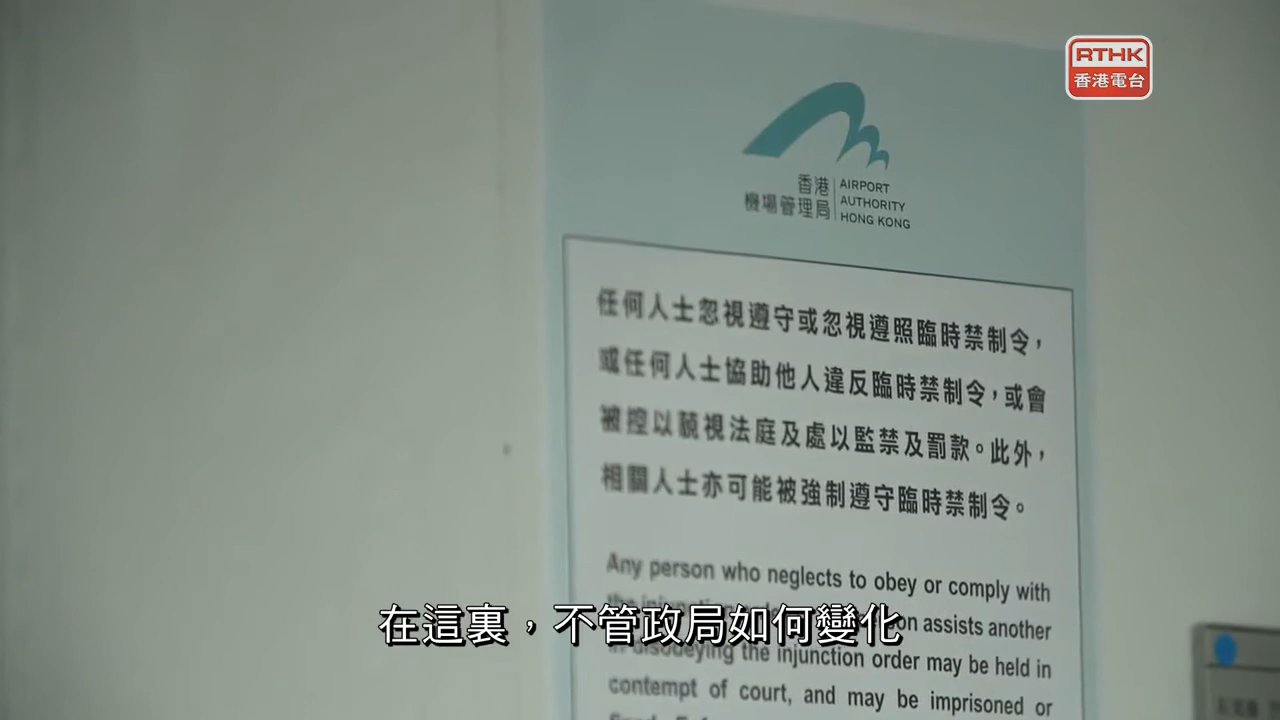 RTHK
香港電台
香港
機場管理局
AIRPORT
AUTHORITY
HONG KONG
任何人士忽視遵守或忽視遵照臨時禁制令，
或任何人士協助他人違反臨時禁制令，或會
被控以藐視法庭及處以監禁及罰款。此外，
相關人士亦可能被強制遵守臨時禁制令。
Any person who neglects to obey or comply with
the injunction on assists another
in disobeying the injunction order may be held in
contempt of court, and may be imprisoned or
在這裏，不管政局如何變化